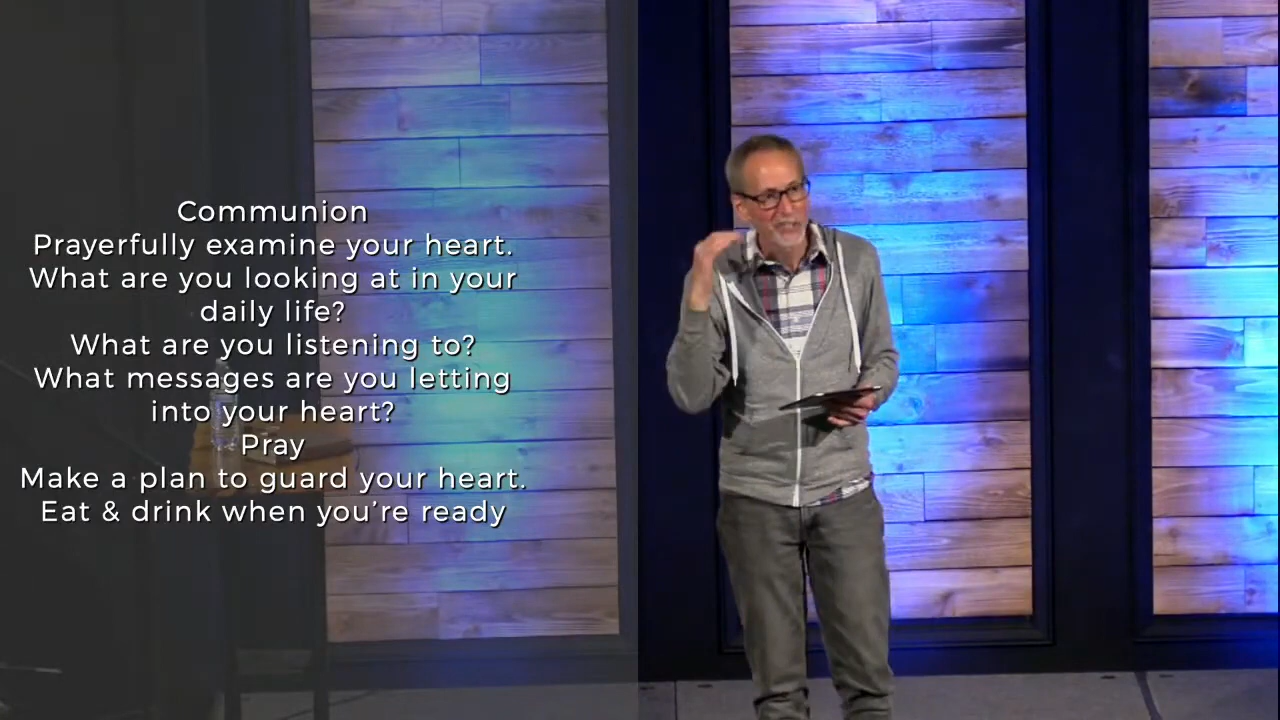 Communion
Prayerfully examine your heart.
What are you looking at in your
daily life?
What are you listening to?
What messages are you letting
into your heart?
Pray
Make a plan to guard your heart.
Eat & drink when you're ready